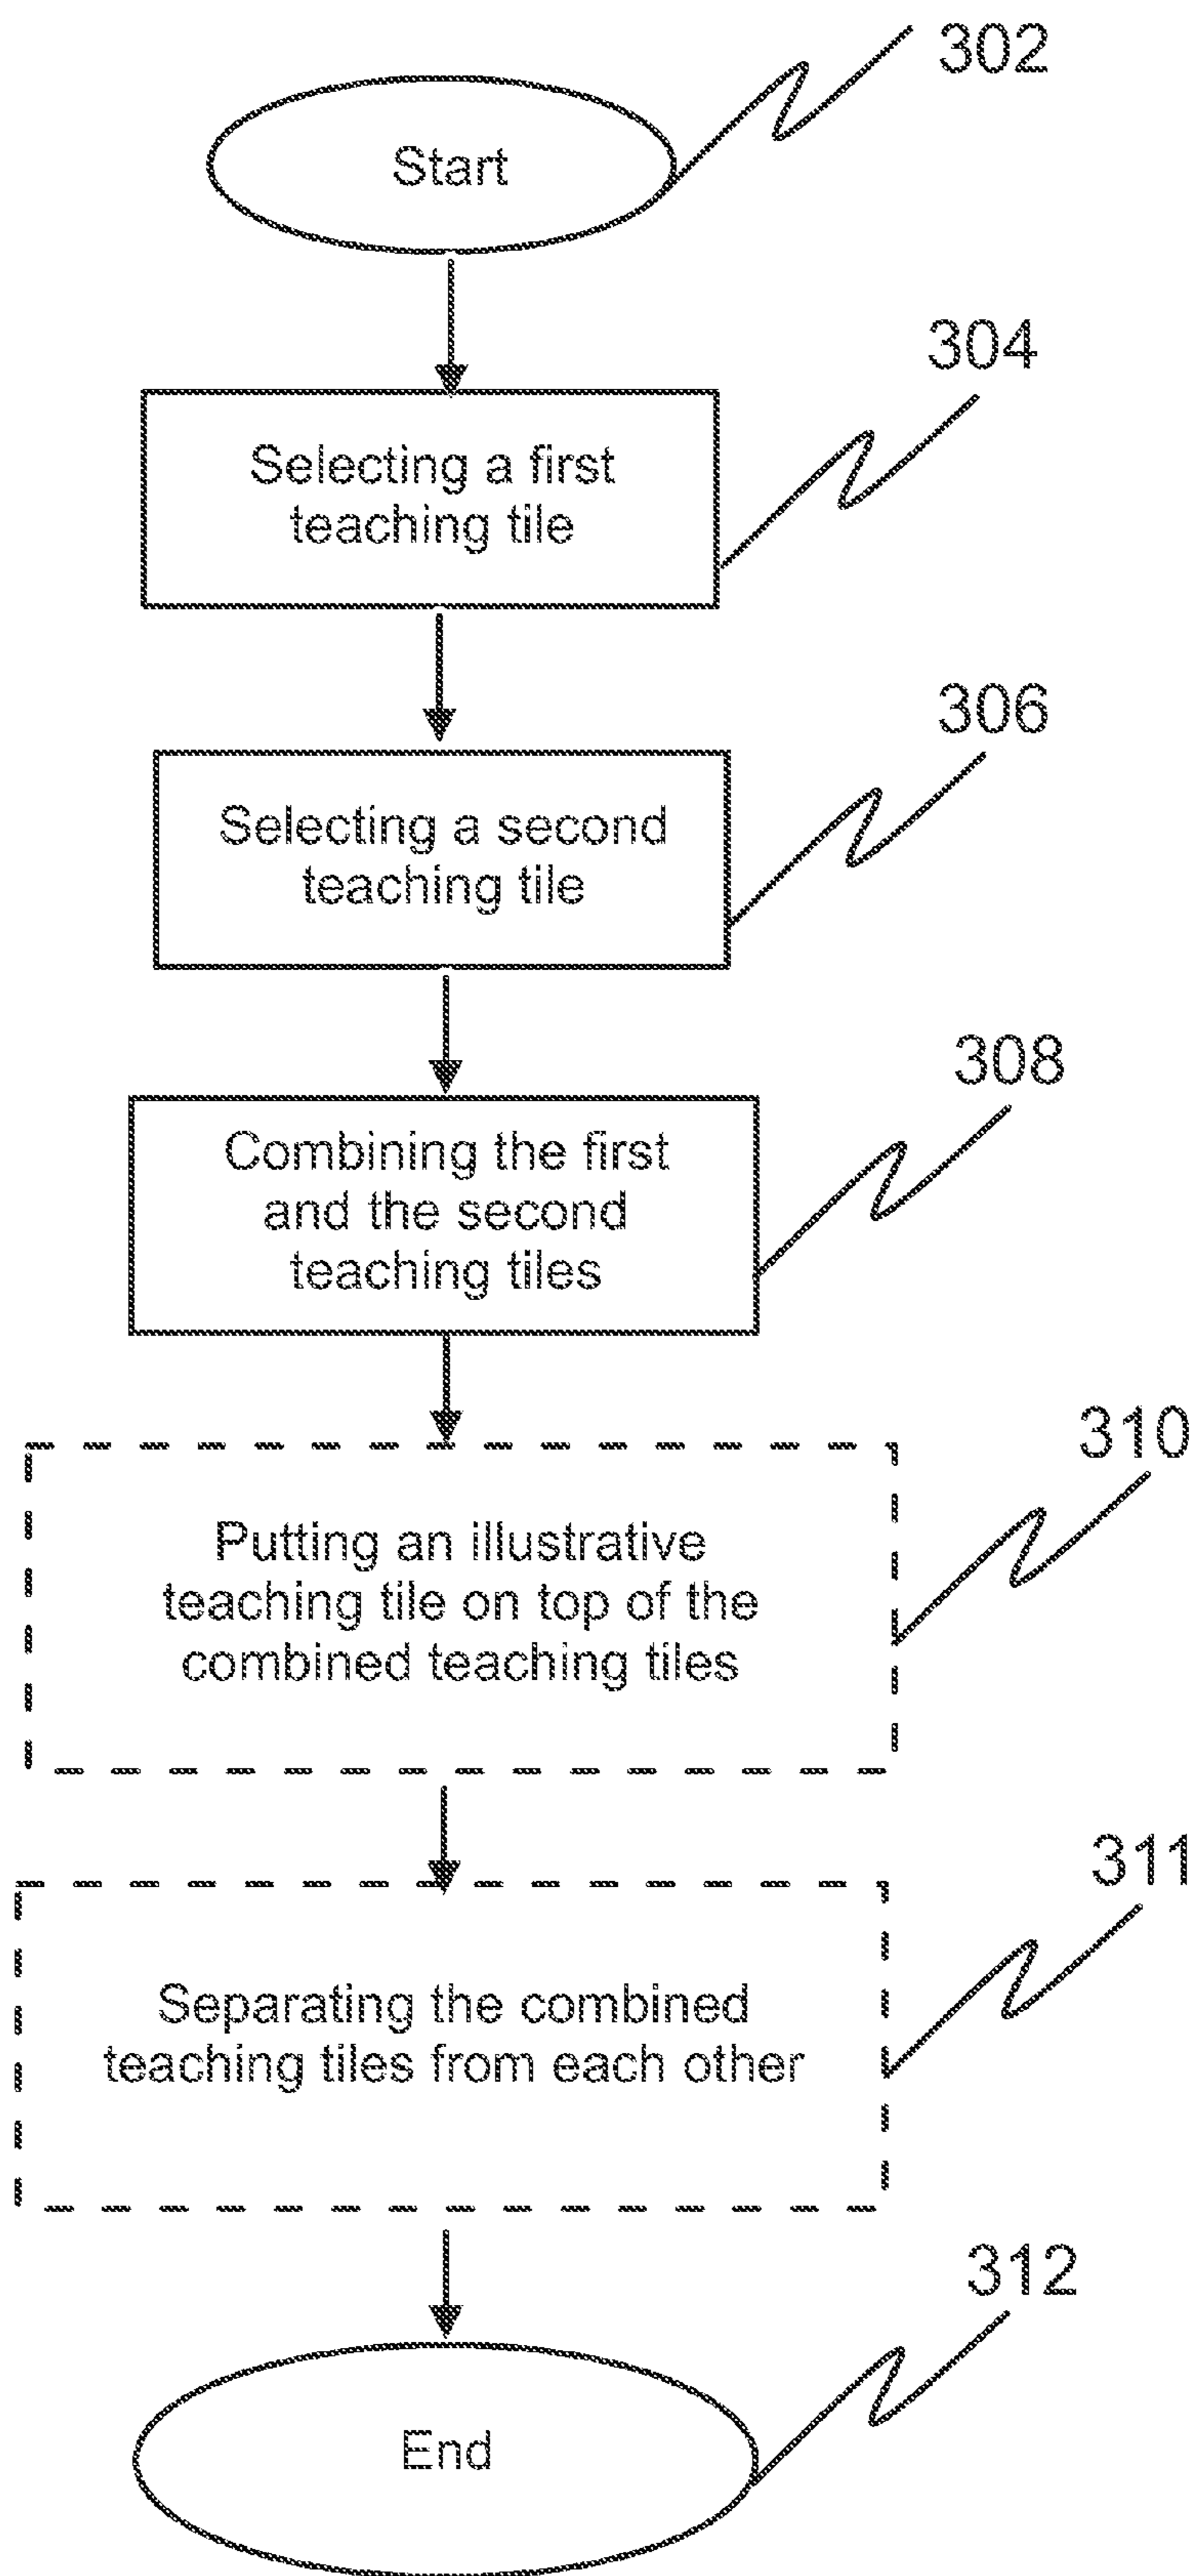 302
Start
304
Selecting a first
teaching tile
306
Selecting a second
teaching tile
308
Combining the first
and the second
teaching tiles
310
Putting an illustrative
teaching tile on top of the
combined teaching tiles
311
Separating the combined
teaching tiles from each other
312
End